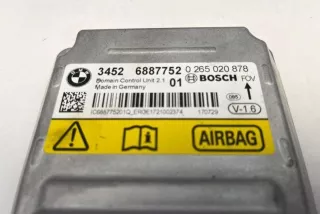 BMW
3452 6887752 0 265 020 878
Domain Control Unit 2.1 01 BOSCH FOV
Made in Germany
V-1.6
170729
AIRBAG